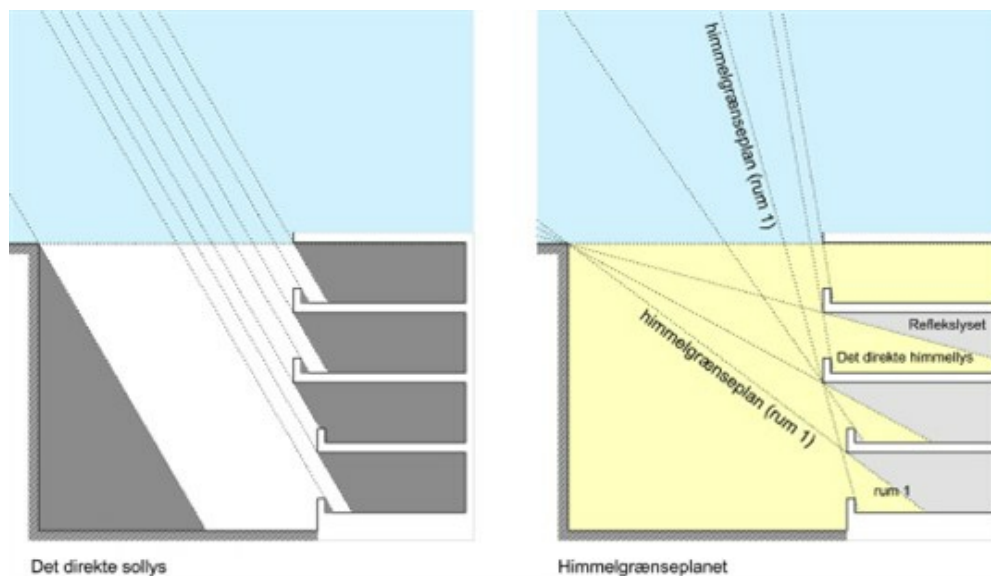 himmelgrænseplan (rum 1)
himmelgrænseplan (rum 1)
Reflekslyset
Det direkte himmellys
rum 1
Det direkte sollys
Himmelgrænseplanet